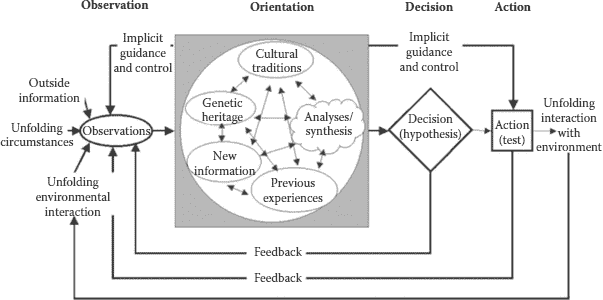 Observation
Orientation
Decision
Action
Implicit
guidance
and control
Implicit
guidance
and control
Cultural
traditions
Genetic
heritage
Analyses/
synthesis
New
information
Previous
experiences
Outside
information
Unfolding
circumstances
Observations
Unfolding
environmental
interaction
Decision
(hypothesis)
Action
(test)
Unfolding
interaction
with
environment
Feedback
Feedback